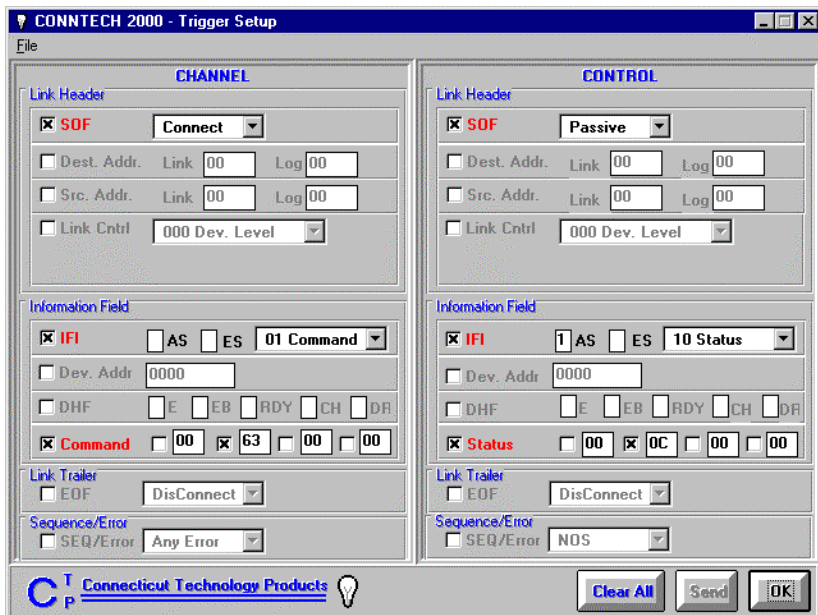 CONNTECH 2000 - Trigger Setup
File
CHANNEL
Link Header
SOF Connect
Dest. Addr. Link 00 Log 00
Src. Addr. Link 00 Log 00
Link Cntrl 000 Dev. Level
Information Field
IFI AS ES 01 Command
Dev. Addr 0000
DHF E EB RDY CH DR
Command 00 63 00 00
Link Trailer
EOF DisConnect
Sequence/Error
SEQ/Error Any Error
CONTROL
Link Header
SOF Passive
Dest. Addr. Link 00 Log 00
Src. Addr. Link 00 Log 00
Link Cntrl 000 Dev. Level
Information Field
IFI 1 AS ES 10 Status
Dev. Addr 0000
DHF E EB RDY CH DR
Status 00 0C 00 00
Link Trailer
EOF DisConnect
Sequence/Error
SEQ/Error NOS
CTP Connecticut Technology Products
Clear All Send OK